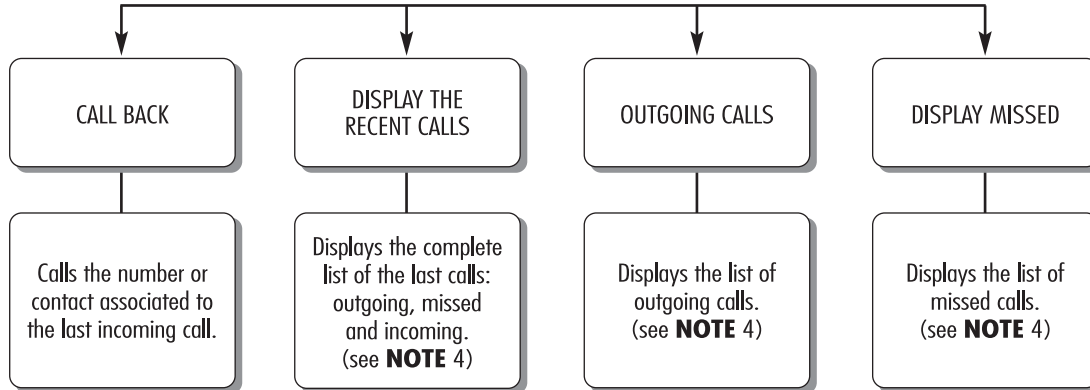 CALL BACK
DISPLAY THE
RECENT CALLS
OUTGOING CALLS
DISPLAY MISSED
Calls the number or
contact associated to
the last incoming call.
Displays the complete
list of the last calls:
outgoing, missed
and incoming.
(see NOTE 4)
Displays the list of
outgoing calls.
(see NOTE 4)
Displays the list of
missed calls.
(see NOTE 4)